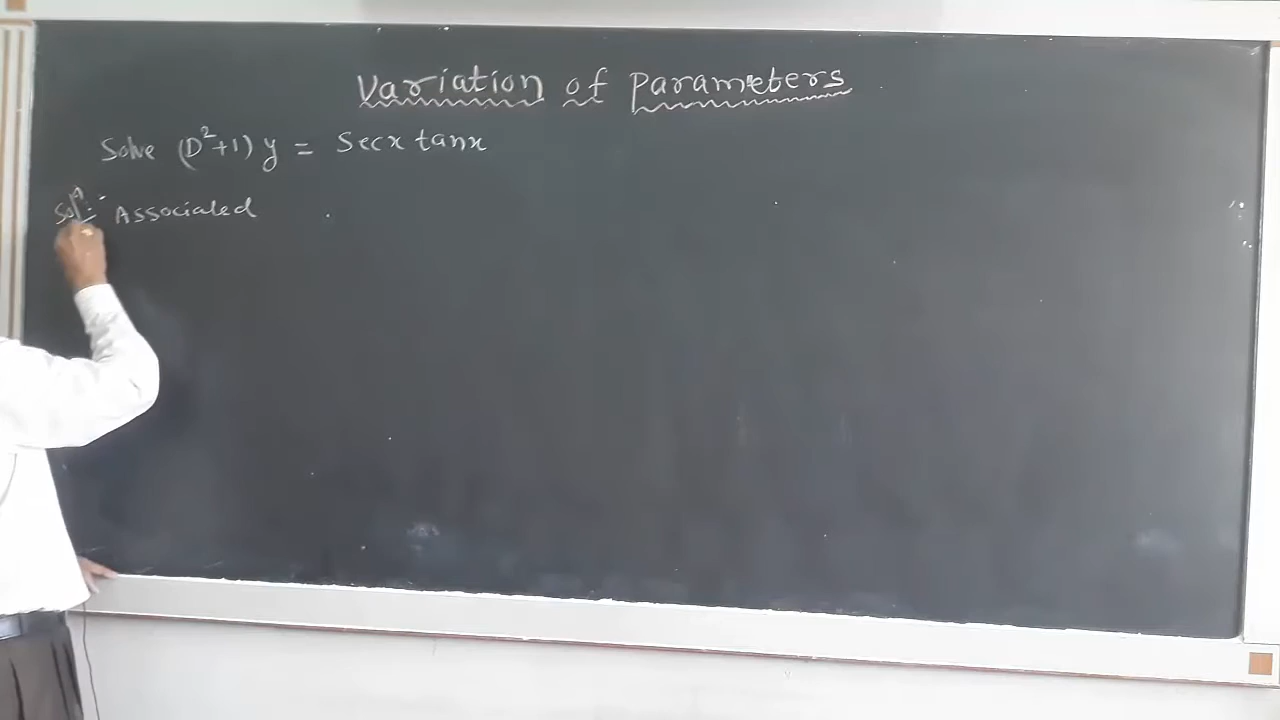 Variation of Parameters
Solve (D²+1) y = Secx tanx
Solⁿ:- Associated